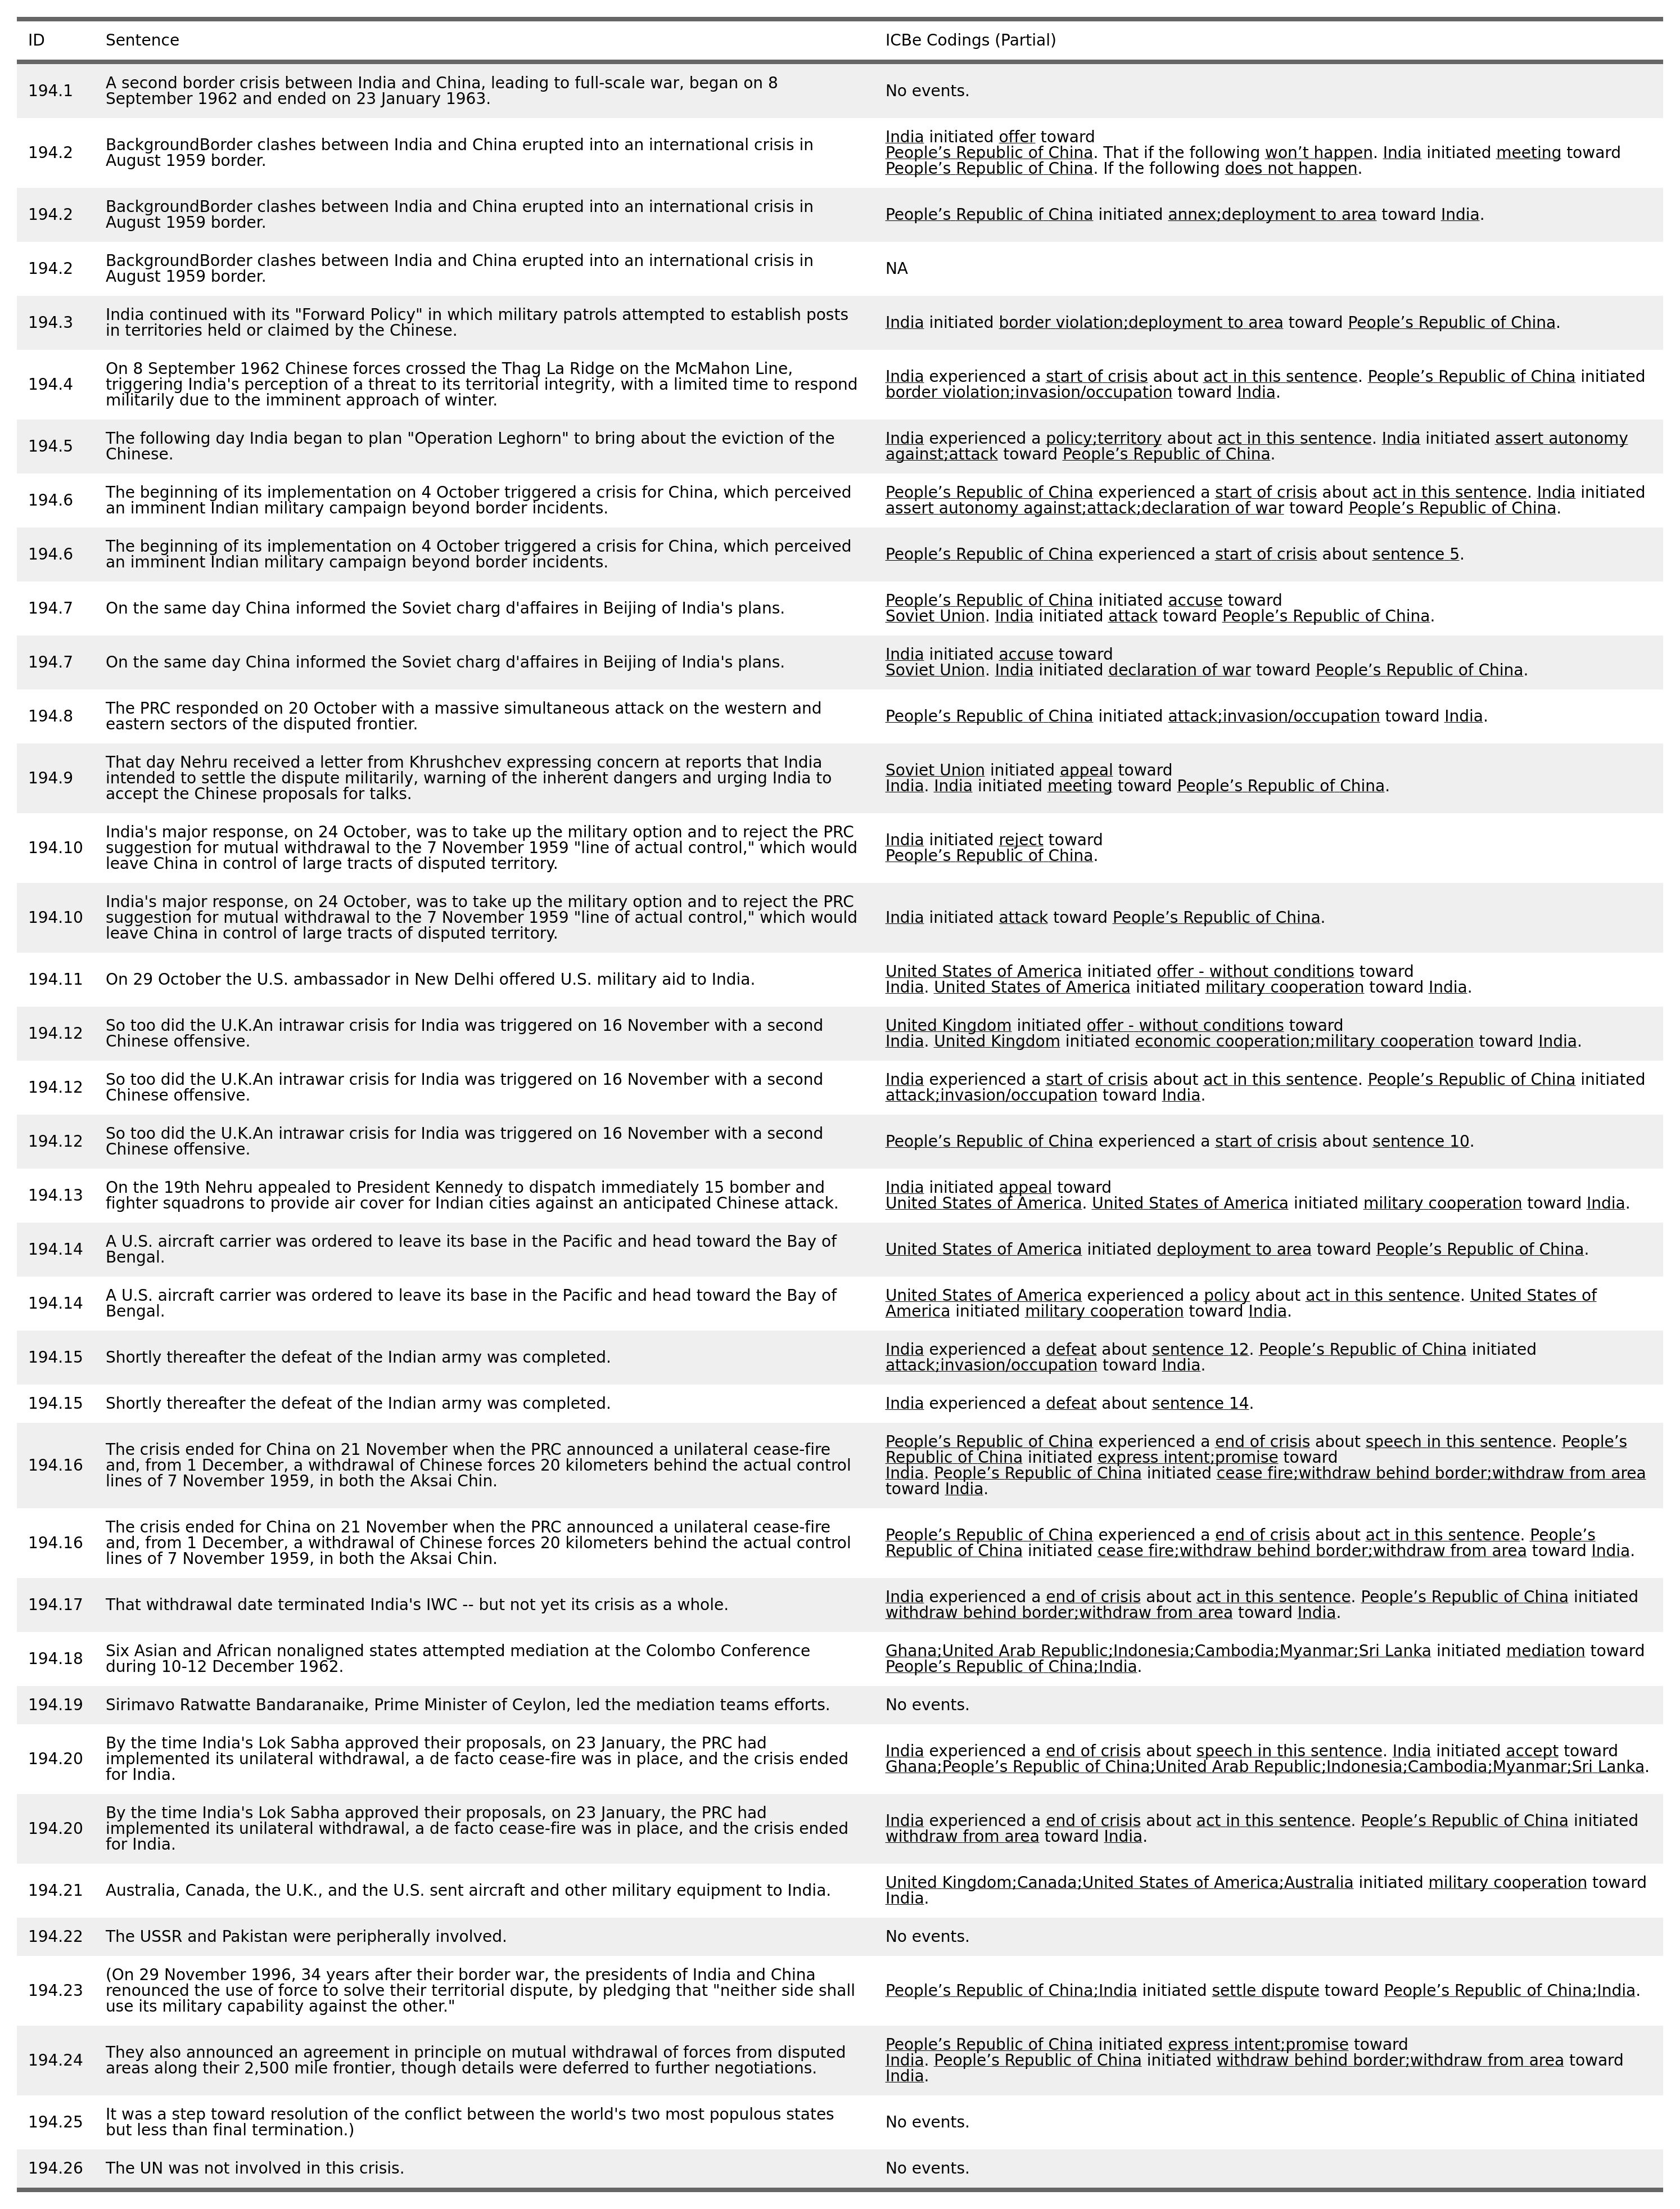 ID Sentence ICBe Codings (Partial)
194.1 A second border crisis between India and China, leading to full-scale war, began on 8
September 1962 and ended on 23 January 1963.
No events.
194.2 BackgroundBorder clashes between India and China erupted into an international crisis in
August 1959 border.
India initiated offer toward
People’s Republic of China. That if the following won’t happen. India initiated meeting toward
People’s Republic of China. If the following does not happen.
194.2 BackgroundBorder clashes between India and China erupted into an international crisis in
August 1959 border.
People’s Republic of China initiated annex;deployment to area toward India.
194.2 BackgroundBorder clashes between India and China erupted into an international crisis in
August 1959 border.
NA
194.3 India continued with its "Forward Policy" in which military patrols attempted to establish posts
in territories held or claimed by the Chinese.
India initiated border violation;deployment to area toward People’s Republic of China.
194.4 On 8 September 1962 Chinese forces crossed the Thag La Ridge on the McMahon Line,
triggering India's perception of a threat to its territorial integrity, with a limited time to respond
militarily due to the imminent approach of winter.
India experienced a start of crisis about act in this sentence. People’s Republic of China initiated
border violation;invasion/occupation toward India.
194.5 The following day India began to plan "Operation Leghorn" to bring about the eviction of the
Chinese.
India experienced a policy;territory about act in this sentence. India initiated assert autonomy
against;attack toward People’s Republic of China.
194.6 The beginning of its implementation on 4 October triggered a crisis for China, which perceived
an imminent Indian military campaign beyond border incidents.
People’s Republic of China experienced a start of crisis about act in this sentence. India initiated
assert autonomy against;attack;declaration of war toward People’s Republic of China.
194.6 The beginning of its implementation on 4 October triggered a crisis for China, which perceived
an imminent Indian military campaign beyond border incidents.
People’s Republic of China experienced a start of crisis about sentence 5.
194.7 On the same day China informed the Soviet charg d'affaires in Beijing of India's plans.
People’s Republic of China initiated accuse toward
Soviet Union. India initiated attack toward People’s Republic of China.
194.7 On the same day China informed the Soviet charg d'affaires in Beijing of India's plans.
India initiated accuse toward
Soviet Union. India initiated declaration of war toward People’s Republic of China.
194.8 The PRC responded on 20 October with a massive simultaneous attack on the western and
eastern sectors of the disputed frontier.
People’s Republic of China initiated attack;invasion/occupation toward India.
194.9 That day Nehru received a letter from Khrushchev expressing concern at reports that India
intended to settle the dispute militarily, warning of the inherent dangers and urging India to
accept the Chinese proposals for talks.
Soviet Union initiated appeal toward
India. India initiated meeting toward People’s Republic of China.
194.10 India's major response, on 24 October, was to take up the military option and to reject the PRC
suggestion for mutual withdrawal to the 7 November 1959 "line of actual control," which would
leave China in control of large tracts of disputed territory.
India initiated reject toward
People’s Republic of China.
194.10 India's major response, on 24 October, was to take up the military option and to reject the PRC
suggestion for mutual withdrawal to the 7 November 1959 "line of actual control," which would
leave China in control of large tracts of disputed territory.
India initiated attack toward People’s Republic of China.
194.11 On 29 October the U.S. ambassador in New Delhi offered U.S. military aid to India.
United States of America initiated offer - without conditions toward
India. United States of America initiated military cooperation toward India.
194.12 So too did the U.K.An intrawar crisis for India was triggered on 16 November with a second
Chinese offensive.
United Kingdom initiated offer - without conditions toward
India. United Kingdom initiated economic cooperation;military cooperation toward India.
194.12 So too did the U.K.An intrawar crisis for India was triggered on 16 November with a second
Chinese offensive.
India experienced a start of crisis about act in this sentence. People’s Republic of China initiated
attack;invasion/occupation toward India.
194.12 So too did the U.K.An intrawar crisis for India was triggered on 16 November with a second
Chinese offensive.
People’s Republic of China experienced a start of crisis about sentence 10.
194.13 On the 19th Nehru appealed to President Kennedy to dispatch immediately 15 bomber and
fighter squadrons to provide air cover for Indian cities against an anticipated Chinese attack.
India initiated appeal toward
United States of America. United States of America initiated military cooperation toward India.
194.14 A U.S. aircraft carrier was ordered to leave its base in the Pacific and head toward the Bay of
Bengal.
United States of America initiated deployment to area toward People’s Republic of China.
194.14 A U.S. aircraft carrier was ordered to leave its base in the Pacific and head toward the Bay of
Bengal.
United States of America experienced a policy about act in this sentence. United States of
America initiated military cooperation toward India.
194.15 Shortly thereafter the defeat of the Indian army was completed.
India experienced a defeat about sentence 12. People’s Republic of China initiated
attack;invasion/occupation toward India.
194.15 Shortly thereafter the defeat of the Indian army was completed.
India experienced a defeat about sentence 14.
194.16 The crisis ended for China on 21 November when the PRC announced a unilateral cease-fire
and, from 1 December, a withdrawal of Chinese forces 20 kilometers behind the actual control
lines of 7 November 1959, in both the Aksai Chin.
People’s Republic of China experienced a end of crisis about speech in this sentence. People’s
Republic of China initiated express intent;promise toward
India. People’s Republic of China initiated cease fire;withdraw behind border;withdraw from area
toward India.
194.16 The crisis ended for China on 21 November when the PRC announced a unilateral cease-fire
and, from 1 December, a withdrawal of Chinese forces 20 kilometers behind the actual control
lines of 7 November 1959, in both the Aksai Chin.
People’s Republic of China experienced a end of crisis about act in this sentence. People’s
Republic of China initiated cease fire;withdraw behind border;withdraw from area toward India.
194.17 That withdrawal date terminated India's IWC -- but not yet its crisis as a whole.
India experienced a end of crisis about act in this sentence. People’s Republic of China initiated
withdraw behind border;withdraw from area toward India.
194.18 Six Asian and African nonaligned states attempted mediation at the Colombo Conference
during 10-12 December 1962.
Ghana;United Arab Republic;Indonesia;Cambodia;Myanmar;Sri Lanka initiated mediation toward
People’s Republic of China;India.
194.19 Sirimavo Ratwatte Bandaranaike, Prime Minister of Ceylon, led the mediation teams efforts.
No events.
194.20 By the time India's Lok Sabha approved their proposals, on 23 January, the PRC had
implemented its unilateral withdrawal, a de facto cease-fire was in place, and the crisis ended
for India.
India experienced a end of crisis about speech in this sentence. India initiated accept toward
Ghana;People’s Republic of China;United Arab Republic;Indonesia;Cambodia;Myanmar;Sri Lanka.
194.20 By the time India's Lok Sabha approved their proposals, on 23 January, the PRC had
implemented its unilateral withdrawal, a de facto cease-fire was in place, and the crisis ended
for India.
India experienced a end of crisis about act in this sentence. People’s Republic of China initiated
withdraw from area toward India.
194.21 Australia, Canada, the U.K., and the U.S. sent aircraft and other military equipment to India.
United Kingdom;Canada;United States of America;Australia initiated military cooperation toward
India.
194.22 The USSR and Pakistan were peripherally involved.
No events.
194.23 (On 29 November 1996, 34 years after their border war, the presidents of India and China
renounced the use of force to solve their territorial dispute, by pledging that "neither side shall
use its military capability against the other."
People’s Republic of China;India initiated settle dispute toward People’s Republic of China;India.
194.24 They also announced an agreement in principle on mutual withdrawal of forces from disputed
areas along their 2,500 mile frontier, though details were deferred to further negotiations.
People’s Republic of China initiated express intent;promise toward
India. People’s Republic of China initiated withdraw behind border;withdraw from area toward
India.
194.25 It was a step toward resolution of the conflict between the world's two most populous states
but less than final termination.)
No events.
194.26 The UN was not involved in this crisis.
No events.